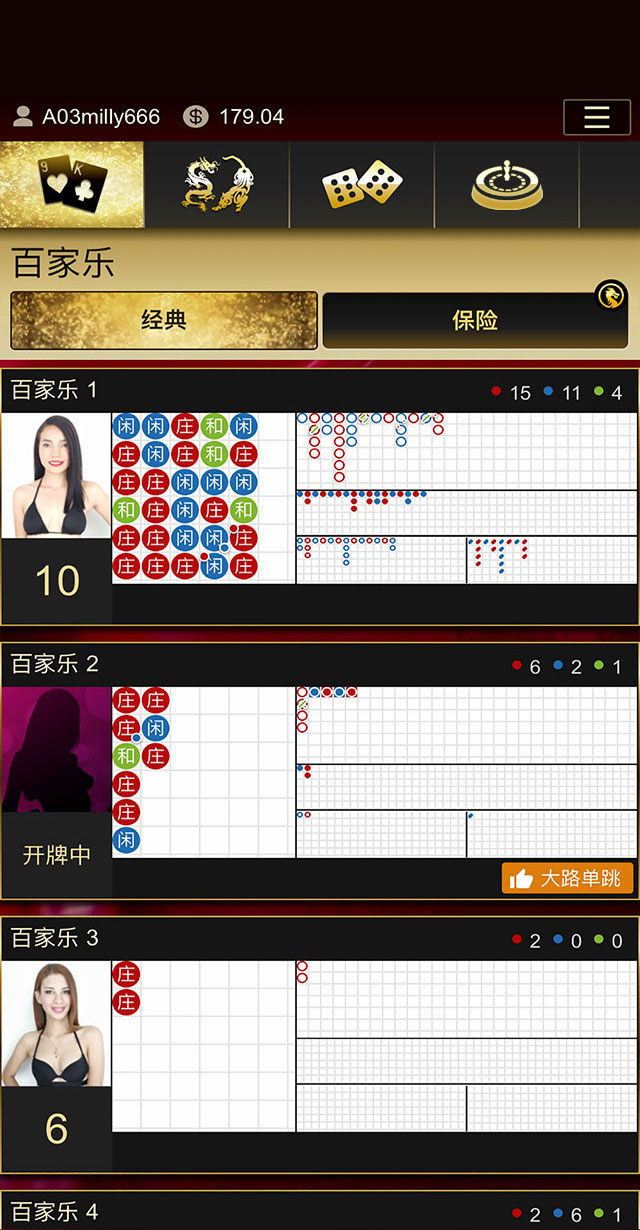 A03milly666 $ 179.04
9 K
百家乐
经典 保险
百家乐 1 15 11 4
闲 闲 庄 和 闲
庄 闲 庄 和 庄
庄 庄 闲 闲 闲
和 庄 闲 庄 和
庄 庄 闲 闲 庄
庄 庄 庄 闲 庄
10
百家乐 2 6 2 1
庄 庄
庄 闲
和 庄
庄
庄
闲
开牌中
大路单跳
百家乐 3 2 0 0
庄
庄
6
百家乐 4 2 6 1